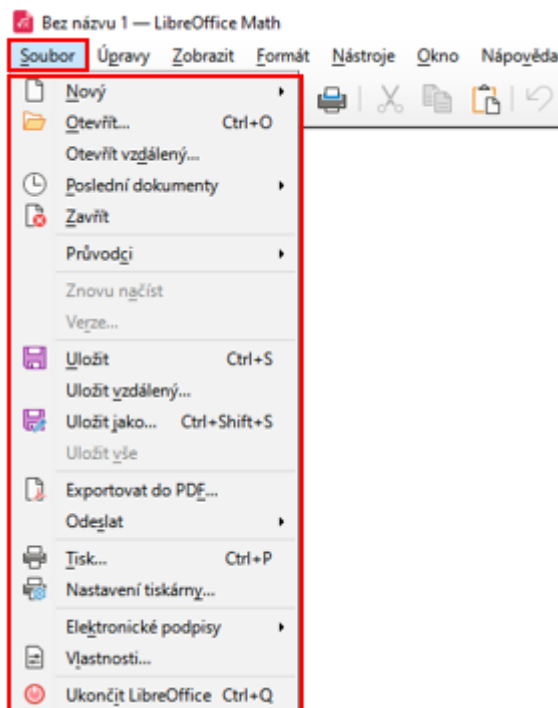 Bez názvu 1 — LibreOffice Math
Soubor Úpravy Zobrazit Formát Nástroje Okno Nápověda
Nový
Otevřít... Ctrl+O
Otevřít vzdálený...
Poslední dokumenty
Zavřít
Průvodci
Znovu načíst
Verze...
Uložit Ctrl+S
Uložit vzdálený...
Uložit jako... Ctrl+Shift+S
Uložit vše
Exportovat do PDF...
Odeslat
Tisk... Ctrl+P
Nastavení tiskárny...
Elektronické podpisy
Vlastnosti...
Ukončit LibreOffice Ctrl+Q